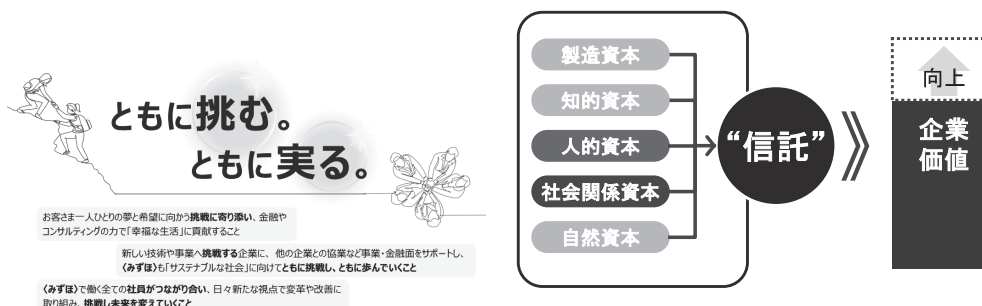 ともに挑む。
ともに実る。
お客さま一人ひとりの夢と希望に向かう挑戦に寄り添い、金融や
コンサルティングの力で「幸福な生活」に貢献すること
新しい技術や事業へ挑戦する企業に、他の企業との協業など事業・金融面をサポートし、
〈みずほ〉も「サステナブルな社会」に向けてともに挑戦し、ともに歩んでいくこと
〈みずほ〉で働く全ての社員がつながり合い、日々新たな視点で変革や改善に
取り組み、挑戦し未来を変えていくこと
製造資本
知的資本
人的資本
社会関係資本
自然資本
“信託”
向上
企業
価値